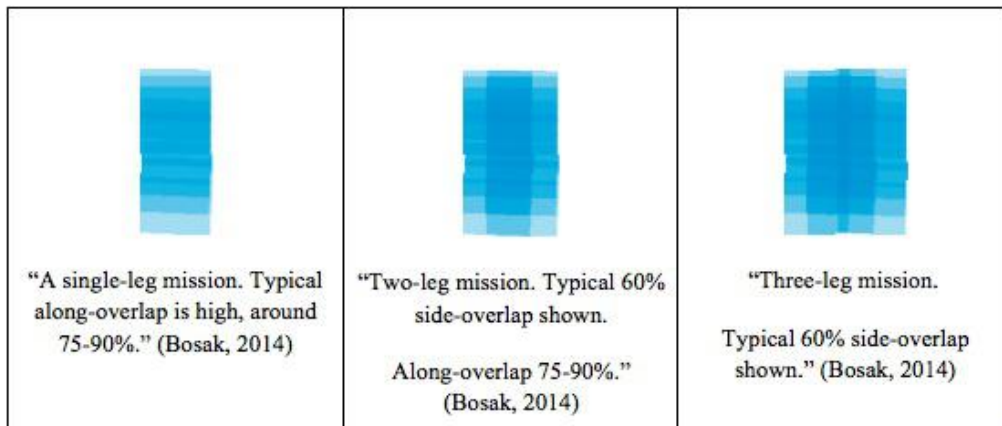 “A single-leg mission. Typical
along-overlap is high, around
75-90%.” (Bosak, 2014)
“Two-leg mission. Typical 60%
side-overlap shown.
Along-overlap 75-90%.”
(Bosak, 2014)
“Three-leg mission.
Typical 60% side-overlap
shown.” (Bosak, 2014)